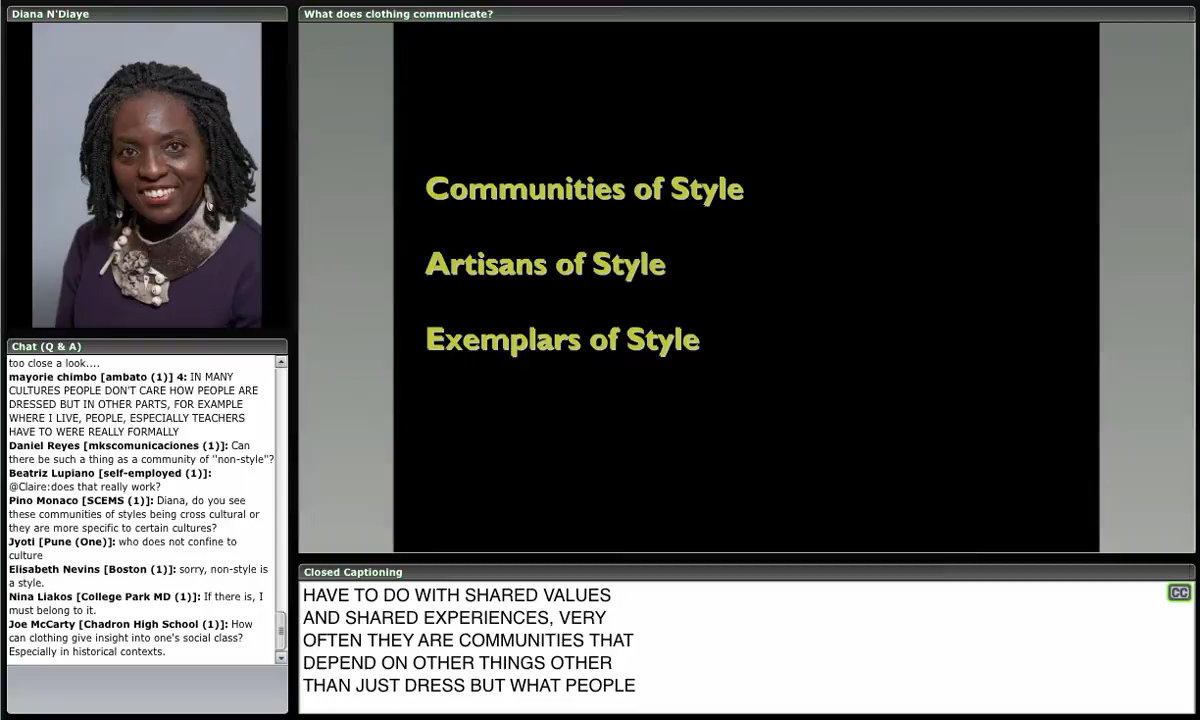 Diana N'Diaye
What does clothing communicate?
Communities of Style
Artisans of Style
Exemplars of Style
Chat (Q & A)
too close a look....
mayorie chimbo [ambato (1)] 4: IN MANY
CULTURES PEOPLE DON'T CARE HOW PEOPLE ARE
DRESSED BUT IN OTHER PARTS, FOR EXAMPLE
WHERE I LIVE, PEOPLE, ESPECIALLY TEACHERS
HAVE TO WERE REALLY FORMALLY
Daniel Reyes [mkscomunicaciones (1)]: Can
there be such a thing as a community of "non-style"?
Beatriz Lupiano [self-employed (1)]:
@Claire:does that really work?
Pino Monaco [SCEMS (1)]: Diana, do you see
these communities of styles being cross cultural or
they are more specific to certain cultures?
Jyoti [Pune (One)]: who does not confine to
culture
Elisabeth Nevins [Boston (1)]: sorry, non-style is
a style.
Nina Liakos [College Park MD (1)]: If there is, I
must belong to it.
Joe McCarty [Chadron High School (1)]: How
can clothing give insight into one's social class?
Especially in historical contexts.
Closed Captioning
CC
HAVE TO DO WITH SHARED VALUES
AND SHARED EXPERIENCES, VERY
OFTEN THEY ARE COMMUNITIES THAT
DEPEND ON OTHER THINGS OTHER
THAN JUST DRESS BUT WHAT PEOPLE